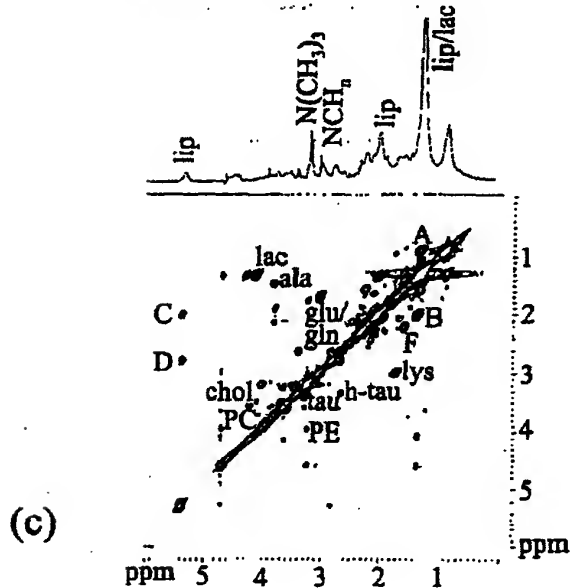 lip
N(CH₃)₃
NCHₙ
lip
lip/lac
A
lac
ala
1
C
glu/
gln
B
2
F
D
lys
chol
tau
h-tau
3
PC
PE
4
5
(c)
ppm
ppm 5 4 3 2 1